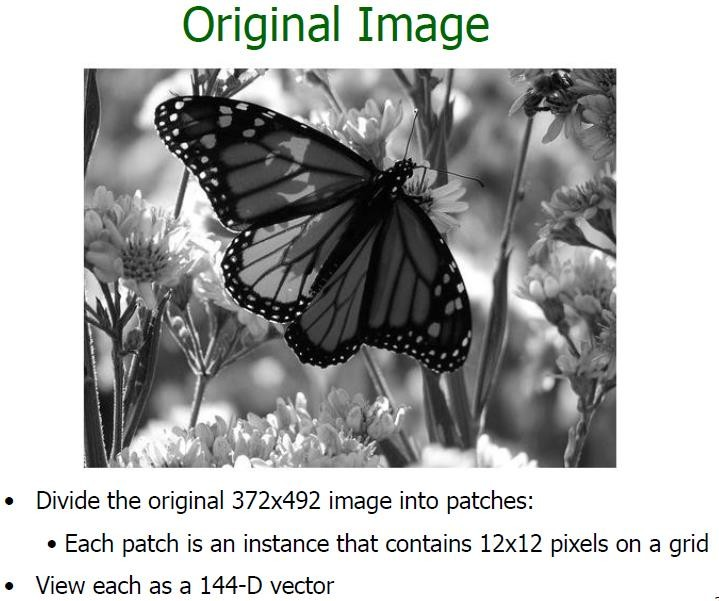 Original Image
• Divide the original 372x492 image into patches:
• Each patch is an instance that contains 12x12 pixels on a grid
• View each as a 144-D vector